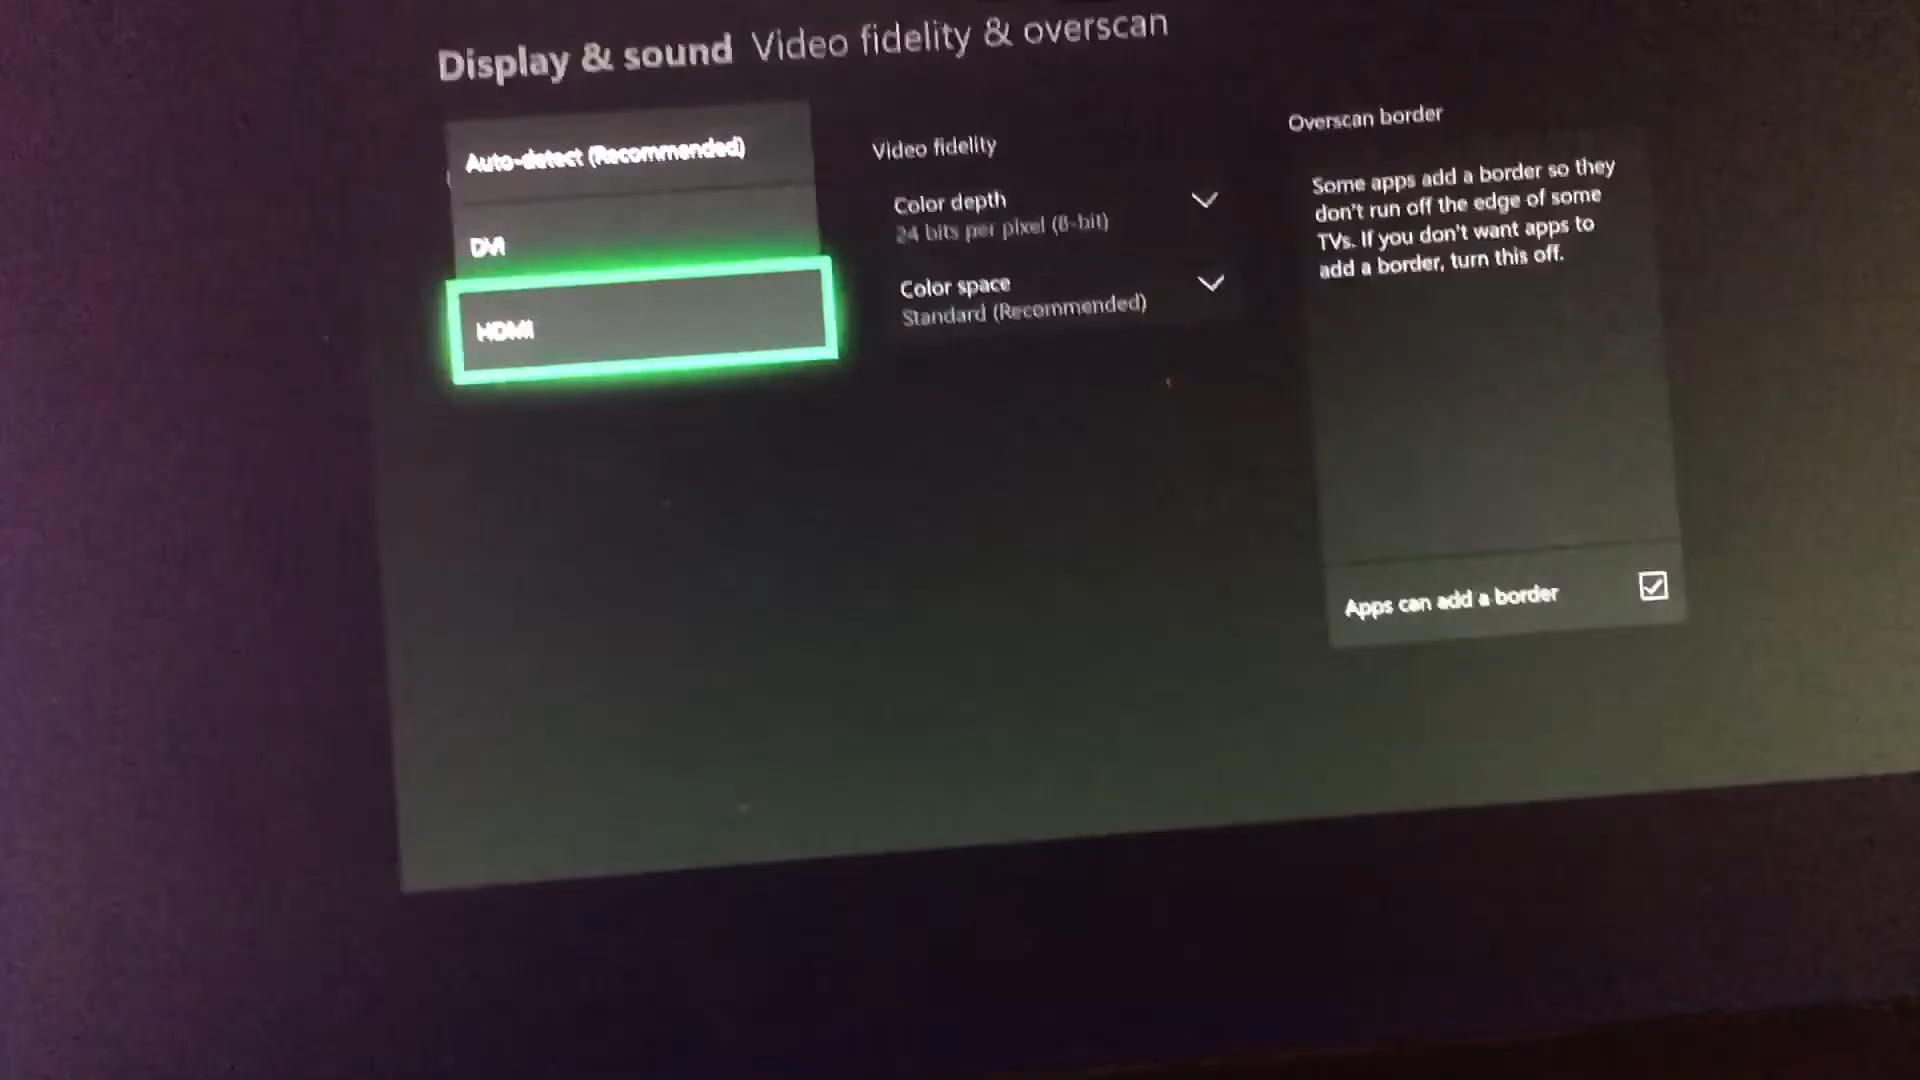 Display & sound Video fidelity & overscan
Auto-detect (Recommended)
DVI
HDMI
Video fidelity
Color depth
24 bits per pixel (8-bit)
Color space
Standard (Recommended)
Overscan border
Some apps add a border so they
don't run off the edge of some
TVs. If you don't want apps to
add a border, turn this off.
Apps can add a border